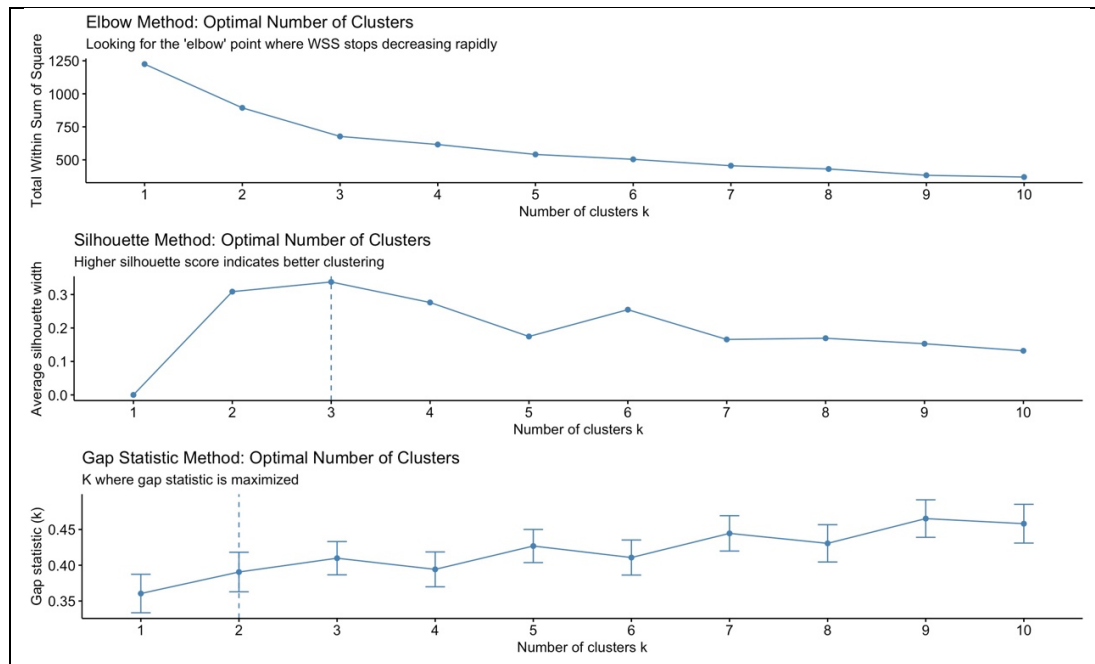 Elbow Method: Optimal Number of Clusters
Looking for the 'elbow' point where WSS stops decreasing rapidly
Total Within Sum of Square
1250
1000
750
500
1 2 3 4 5 6 7 8 9 10
Number of clusters k
Silhouette Method: Optimal Number of Clusters
Higher silhouette score indicates better clustering
Average silhouette width
0.3
0.2
0.1
0.0
1 2 3 4 5 6 7 8 9 10
Number of clusters k
Gap Statistic Method: Optimal Number of Clusters
K where gap statistic is maximized
Gap statistic (k)
0.45
0.40
0.35
1 2 3 4 5 6 7 8 9 10
Number of clusters k